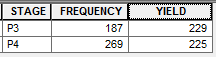 STAGE FREQUENCY YIELD
P3 187 229
P4 269 225